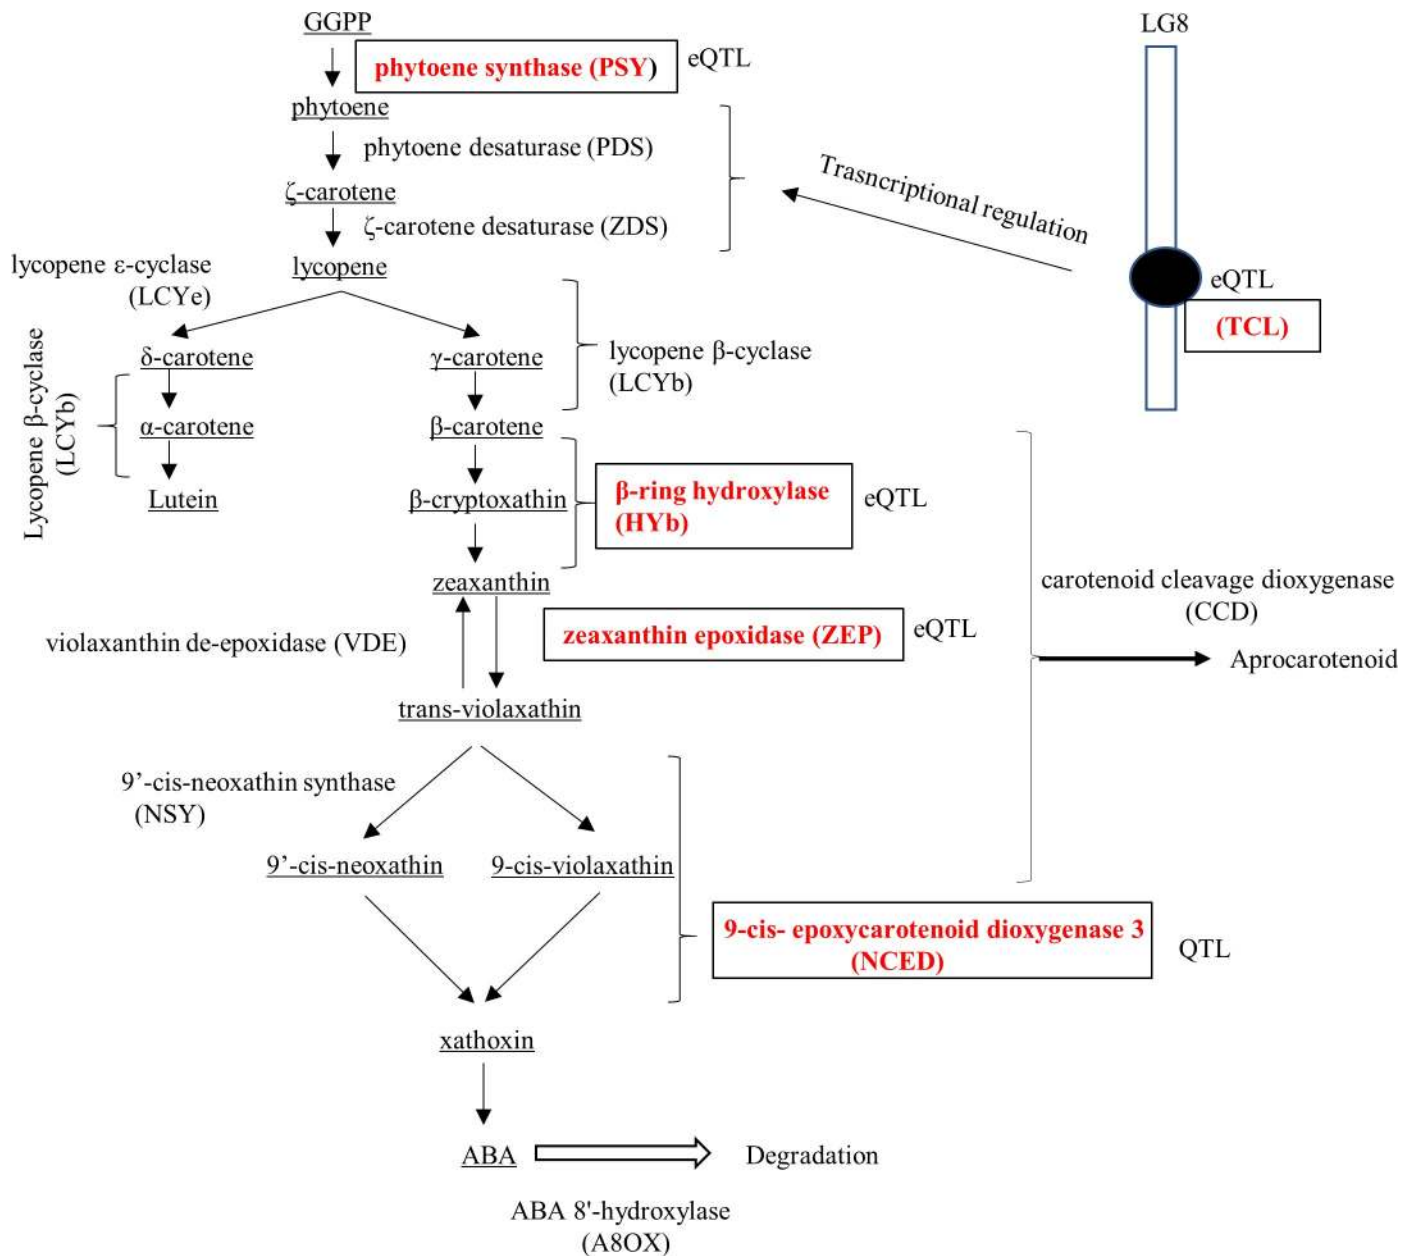 GGPP
LG8
phytoene synthase (PSY)
eQTL
phytoene
phytoene desaturase (PDS)
Trasncriptional regulation
ζ-carotene
ζ-carotene desaturase (ZDS)
lycopene ε-cyclase
(LCYe)
lycopene
eQTL
(TCL)
Lyocopene β-cyclase
(LCYb)
δ-carotene
γ-carotene
lycopene β-cyclase
(LCYb)
α-carotene
β-carotene
Lutein
β-cryptoxathin
β-ring hydroxylase
(HYb)
eQTL
zeaxanthin
carotenoid cleavage dioxygenase
(CCD)
violaxanthin de-epoxidase (VDE)
zeaxanthin epoxidase (ZEP)
eQTL
Aprocarotenoid
trans-violaxathin
9’-cis-neoxathin synthase
(NSY)
9’-cis-neoxathin
9-cis-violaxathin
9-cis- epoxycarotenoid dioxygenase 3
(NCED)
QTL
xathoxin
ABA
Degradation
ABA 8'-hydroxylase
(A8OX)